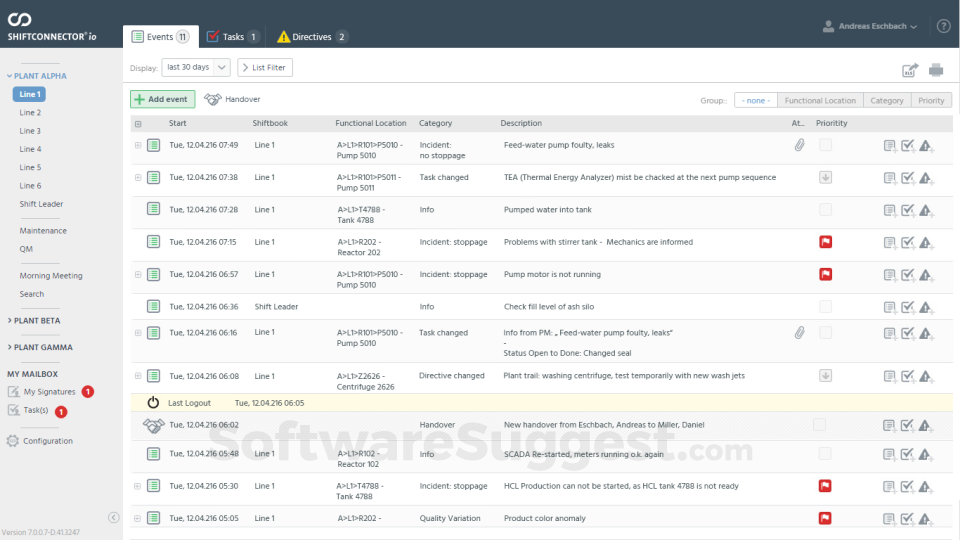 SHIFTCONNECTOR® io
Events 11
Tasks 1
Directives 2
Andreas Eschbach
?
Display: last 30 days
List Filter
XLS
Add event
Handover
Group:: - none - Functional Location Category Priority
PLANT ALPHA
Line 1
Line 2
Line 3
Line 4
Line 5
Line 6
Shift Leader
Maintenance
QM
Morning Meeting
Search
PLANT BETA
PLANT GAMMA
MY MAILBOX
My Signatures 1
Task(s) 1
Configuration
Version 7.0.0.7-D.413247
Start Shiftbook Functional Location Category Description At... Prioritity
Tue, 12.04.216 07:49 Line 1 A>L1>R101>P5010 - Incident: Feed-water pump foulty, leaks
Pump 5010 no stoppage
Tue, 12.04.216 07:38 Line 1 A>L1>R101>P5011 - Task changed TEA (Thermal Energy Analyzer) mist be chacked at the next pump sequence
Pump 5011
Tue, 12.04.216 07:28 Line 1 A>L1>T4788 - Info Pumped water into tank
Tank 4788
Tue, 12.04.216 07:15 Line 1 A>L1>R202 - Incident: stoppage Problems with stirrer tank - Mechanics are informed
Reactor 202
Tue, 12.04.216 06:57 Line 1 A>L1>R101>P5010 - Incident: stoppage Pump motor is not running
Pump 5010
Tue, 12.04.216 06:36 Shift Leader Info Check fill level of ash silo
Tue, 12.04.216 06:16 Line 1 A>L1>R101>P5010 - Task changed Info from PM: „ Feed-water pump foulty, leaks“
Pump 5010 -
Status Open to Done: Changed seal
Tue, 12.04.216 06:08 Line 1 A>L1>Z2626 - Directive changed Plant trail: washing centrifuge, test temporarily with new wash jets
Centrifuge 2626
Last Logout Tue, 12.04.216 06:05
Tue, 12.04.216 06:02 Handover New handover from Eschbach, Andreas to Miller, Daniel
SoftwareSuggest.com
Tue, 12.04.216 05:48 Line 1 A>L1>R102 - Info SCADA Re-started, meters running o.k. again
Reactor 102
Tue, 12.04.216 05:30 Line 1 A>L1>T4788 - Incident: stoppage HCL Production can not be started, as HCL tank 4788 is not ready
Tank 4788
Tue, 12.04.216 05:05 Line 1 A>L1>R202 - Quality Variation Product color anomaly